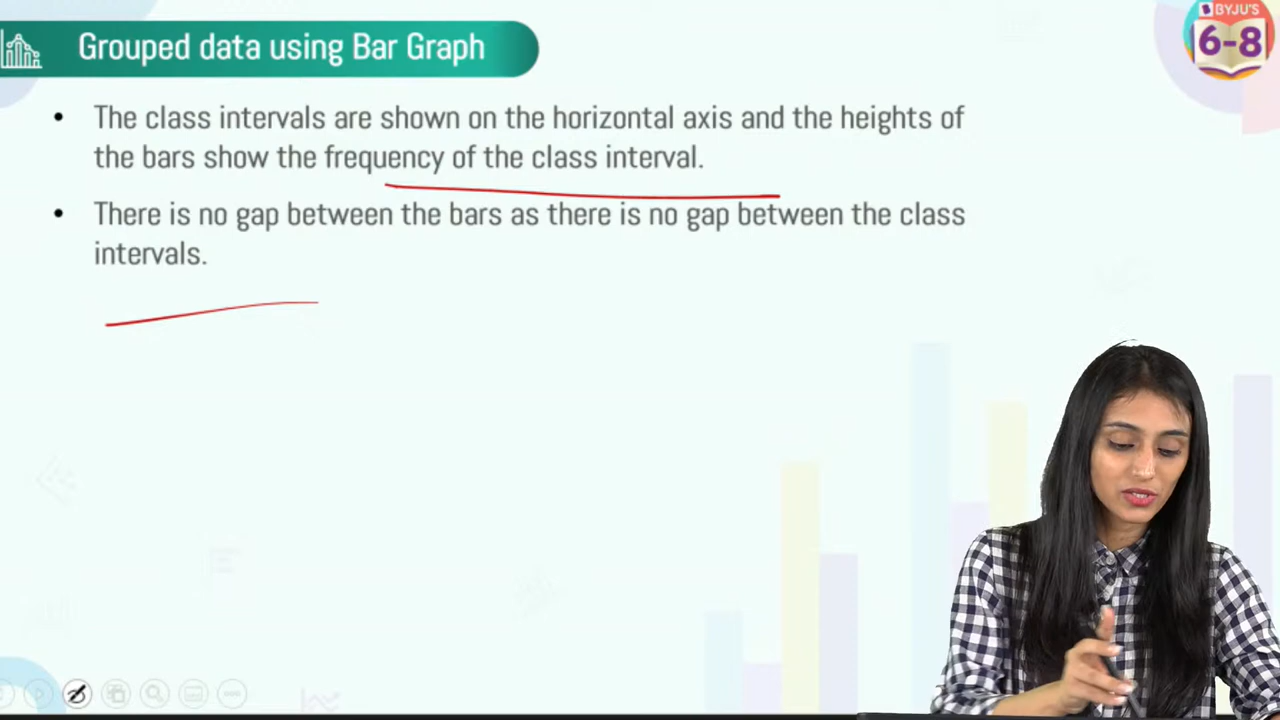 Grouped data using Bar Graph
BYJU'S
6-8
• The class intervals are shown on the horizontal axis and the heights of
the bars show the frequency of the class interval.
• There is no gap between the bars as there is no gap between the class
intervals.